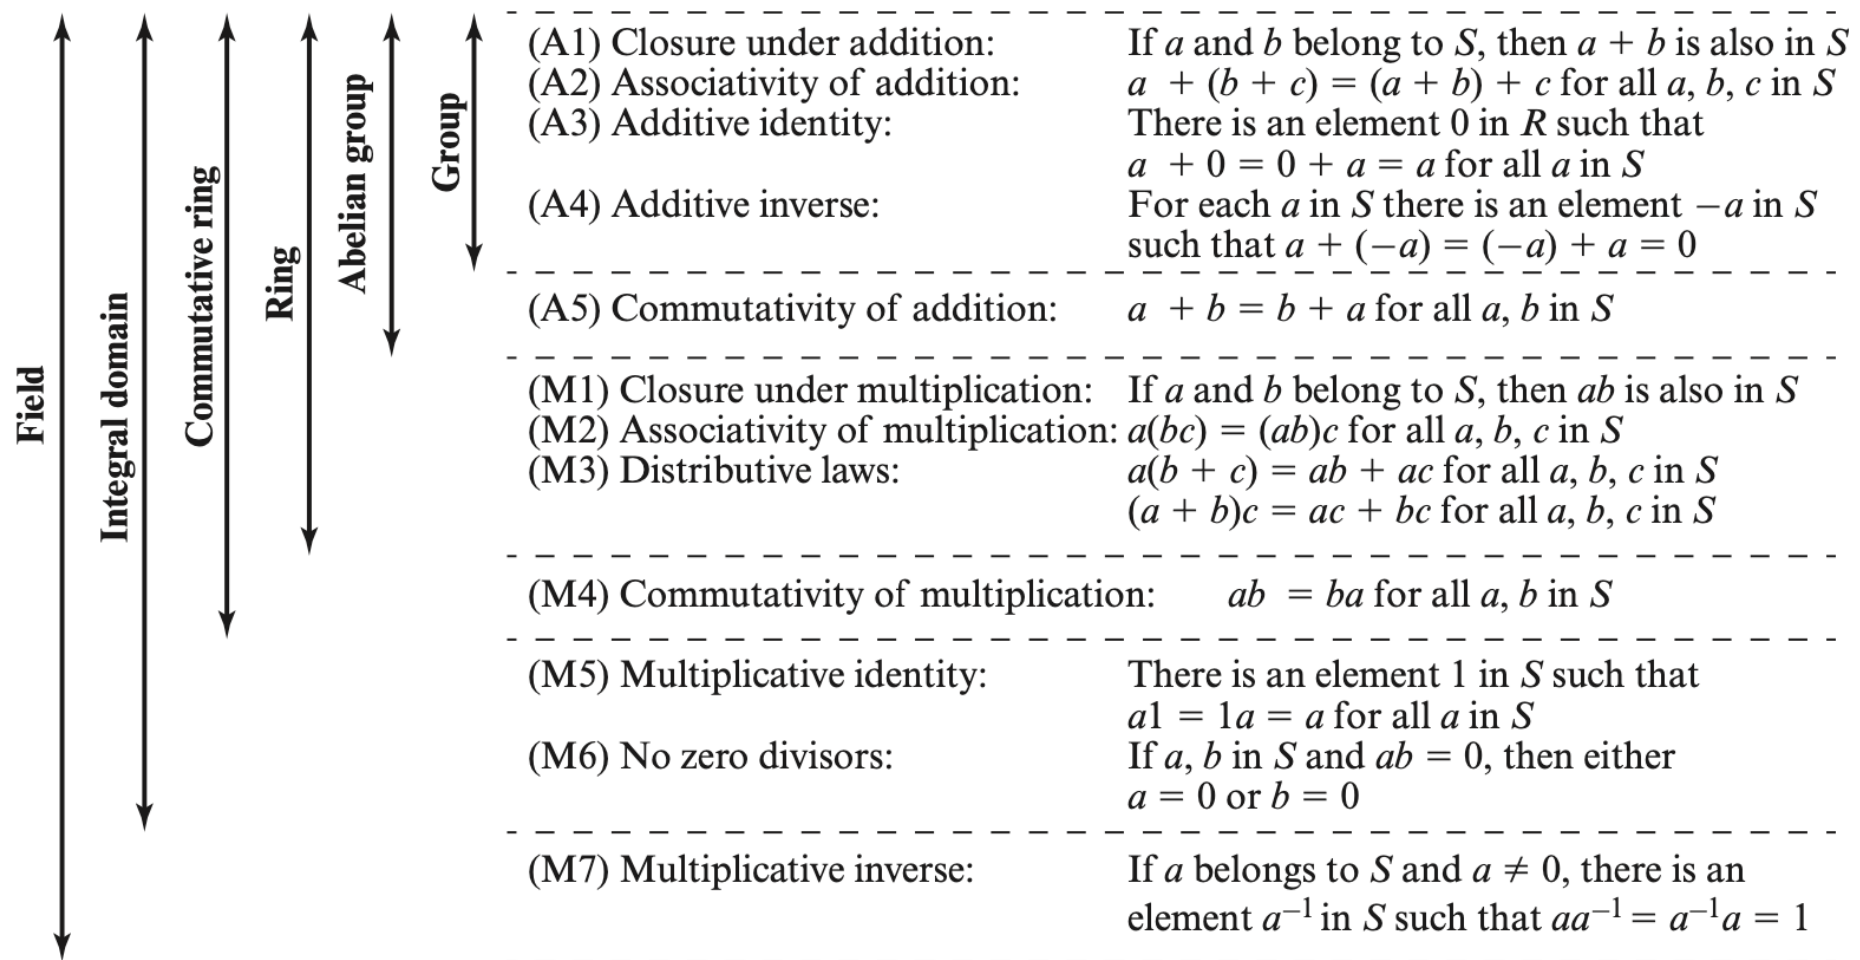 Field
Integral domain
Commutative ring
Ring
Abelian group
Group
(A1) Closure under addition: If a and b belong to S, then a + b is also in S
(A2) Associativity of addition: a + (b + c) = (a + b) + c for all a, b, c in S
(A3) Additive identity: There is an element 0 in R such that
a + 0 = 0 + a = a for all a in S
(A4) Additive inverse: For each a in S there is an element −a in S
such that a + (−a) = (−a) + a = 0
(A5) Commutativity of addition: a + b = b + a for all a, b in S
(M1) Closure under multiplication: If a and b belong to S, then ab is also in S
(M2) Associativity of multiplication: a(bc) = (ab)c for all a, b, c in S
(M3) Distributive laws: a(b + c) = ab + ac for all a, b, c in S
(a + b)c = ac + bc for all a, b, c in S
(M4) Commutativity of multiplication: ab = ba for all a, b in S
(M5) Multiplicative identity: There is an element 1 in S such that
a1 = 1a = a for all a in S
(M6) No zero divisors: If a, b in S and ab = 0, then either
a = 0 or b = 0
(M7) Multiplicative inverse: If a belongs to S and a ≠ 0, there is an
element a⁻¹ in S such that aa⁻¹ = a⁻¹a = 1